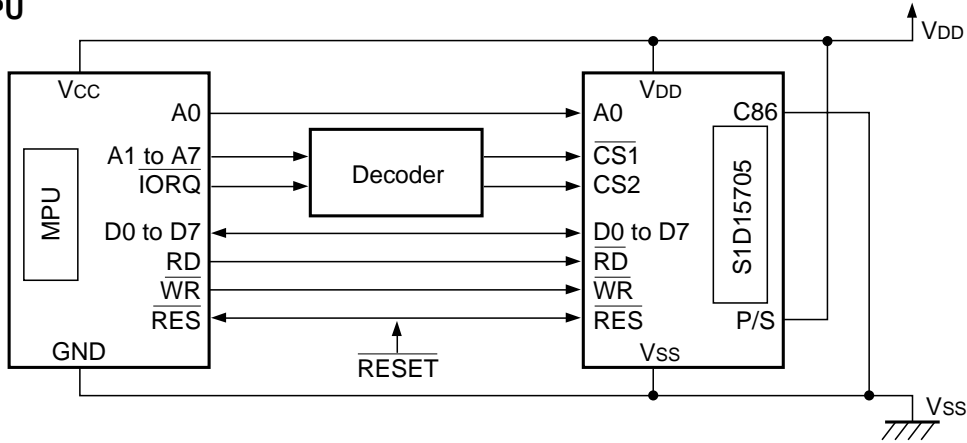 VDD
VCC
A0
A1 to A7
IORQ
MPU
D0 to D7
RD
WR
RES
GND
Decoder
RESET
VDD
A0
C86
CS1
CS2
D0 to D7
S1D15705
RD
WR
RES
P/S
VSS
VSS